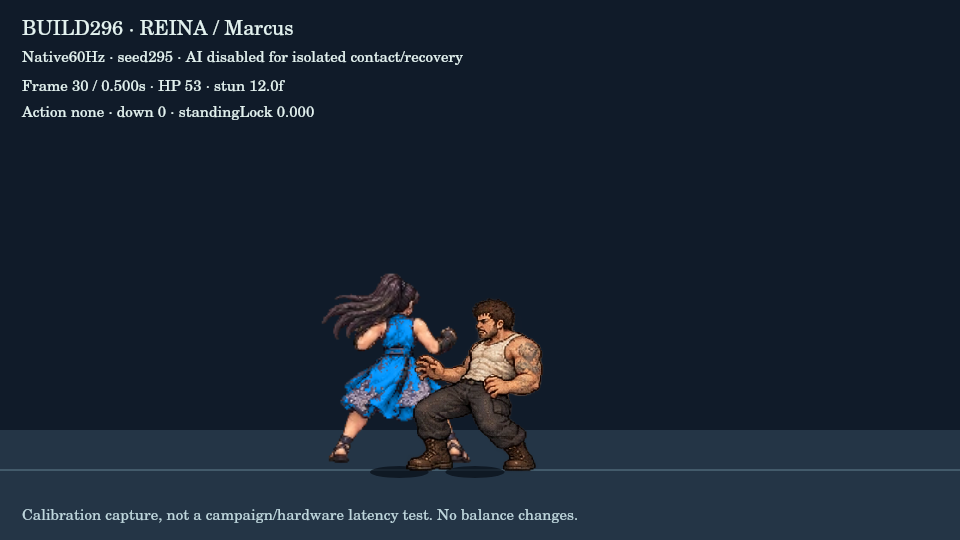 BUILD296 · REINA / Marcus
Native60Hz · seed295 · AI disabled for isolated contact/recovery
Frame 30 / 0.500s · HP 53 · stun 12.0f
Action none · down 0 · standingLock 0.000
Calibration capture, not a campaign/hardware latency test. No balance changes.